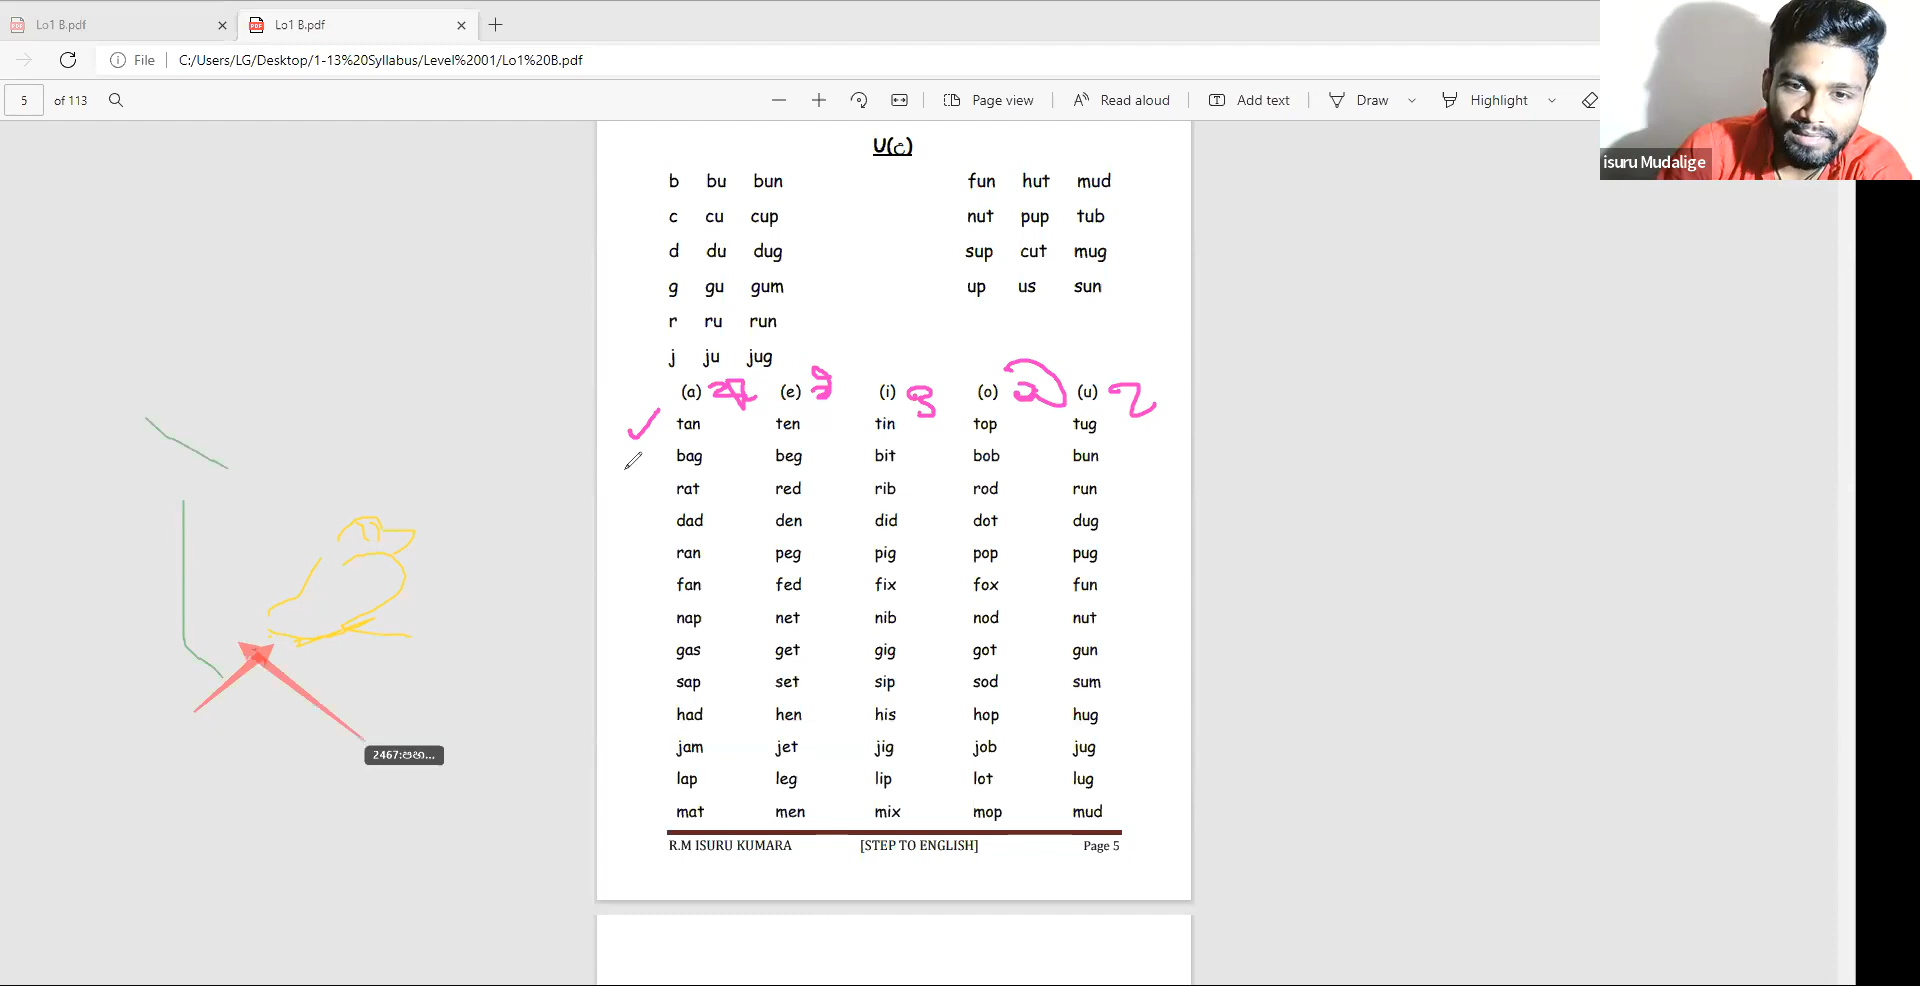 Lo1 B.pdf
Lo1 B.pdf
File C:/Users/LG/Desktop/1-13%20Syllabus/Level%2001/Lo1%20B.pdf
5 of 113 Page view Read aloud Add text Draw Highlight
isuru Mudalige
b bu bun fun hut mud
c cu cup nut pup tub
d du dug sup cut mug
g gu gum up us sun
r ru run
j ju jug
(a) (e) (i) (o) (u)
tan ten tin top tug
bag beg bit bob bun
rat red rib rod run
dad den did dot dug
ran peg pig pop pug
fan fed fix fox fun
nap net nib nod nut
gas get gig got gun
sap set sip sod sum
had hen his hop hug
jam jet jig job jug
lap leg lip lot lug
mat men mix mop mud
R.M ISURU KUMARA [STEP TO ENGLISH] Page 5